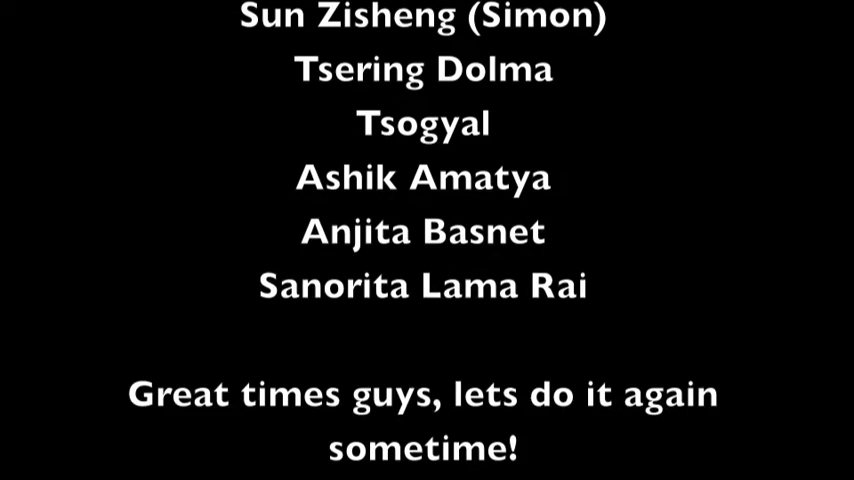 Sun Zisheng (Simon)
Tsering Dolma
Tsogyal
Ashik Amatya
Anjita Basnet
Sanorita Lama Rai
Great times guys, lets do it again
sometime!